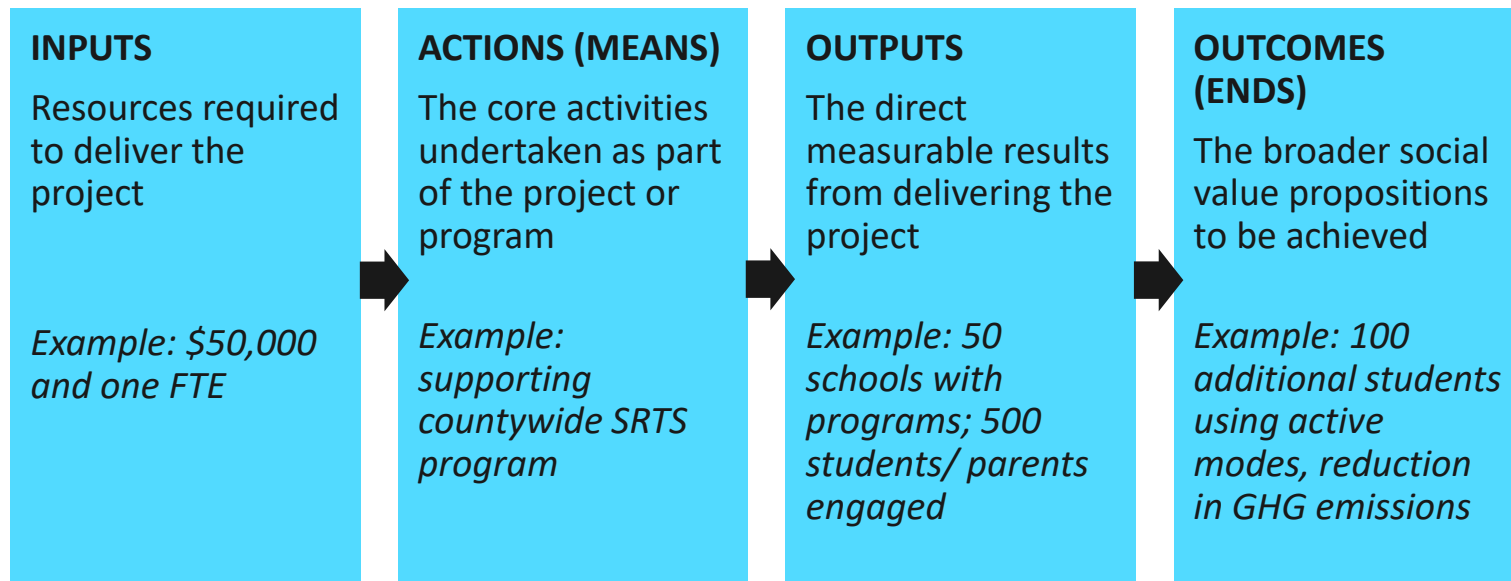 INPUTS
Resources required
to deliver the
project
Example: $50,000
and one FTE
ACTIONS (MEANS)
The core activities
undertaken as part
of the project or
program
Example:
supporting
countywide SRTS
program
OUTPUTS
The direct
measurable results
from delivering the
project
Example: 50
schools with
programs; 500
students/ parents
engaged
OUTCOMES
(ENDS)
The broader social
value propositions
to be achieved
Example: 100
additional students
using active
modes, reduction
in GHG emissions